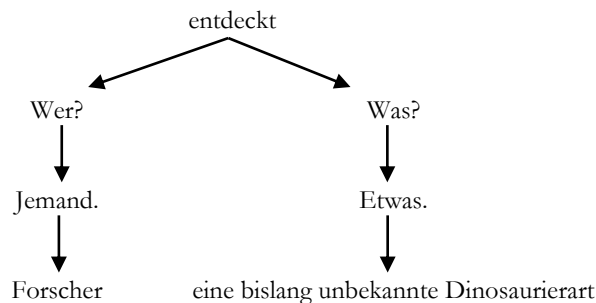 entdeckt
Wer? Was?
Jemand. Etwas.
Forscher eine bislang unbekannte Dinosaurierart